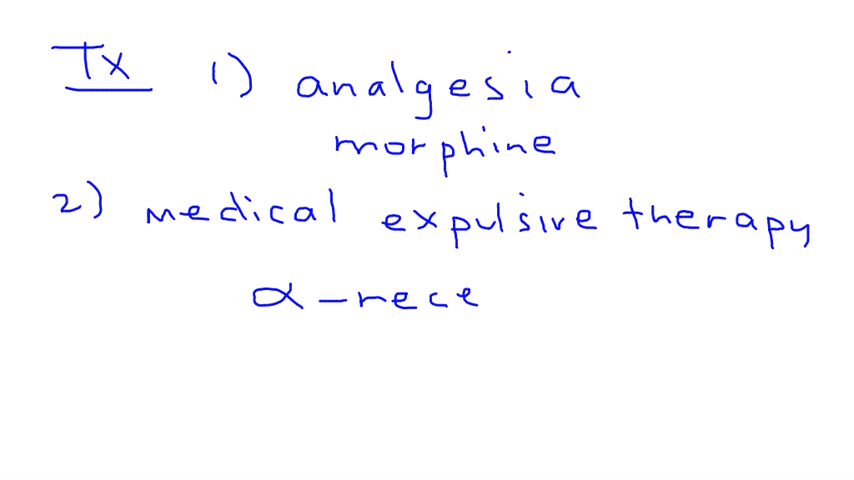 Tx 1) analgesia
morphine
2) medical expulsive therapy
α-rece